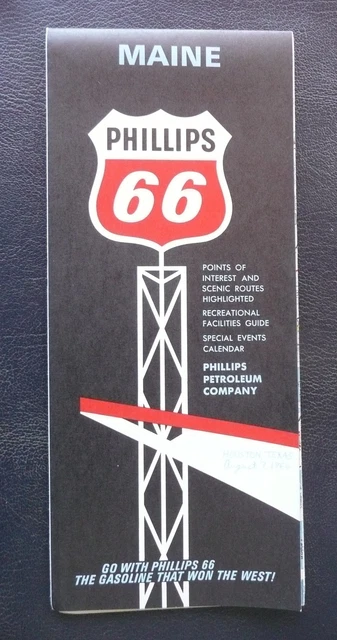 MAINE
PHILLIPS
66
POINTS OF
INTEREST AND
SCENIC ROUTES
HIGHLIGHTED
RECREATIONAL
FACILITIES GUIDE
SPECIAL EVENTS
CALENDAR
PHILLIPS
PETROLEUM
COMPANY
GO WITH PHILLIPS 66
THE GASOLINE THAT WON THE WEST!